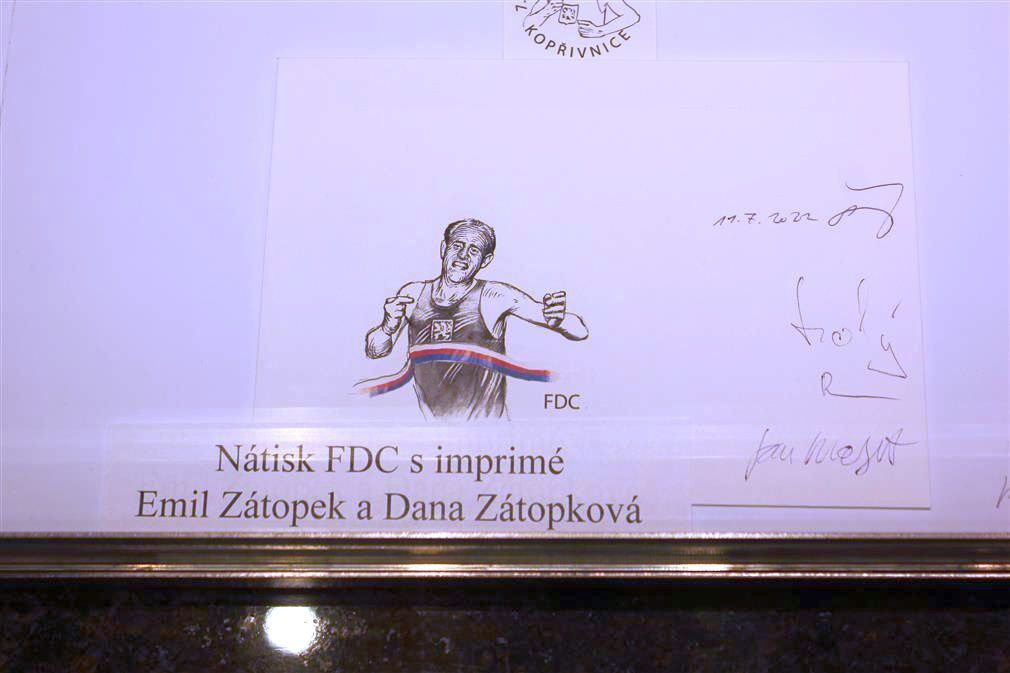 KOPŘIVNICE
11.7.2022
FDC
Nátisk FDC s imprimé
Emil Zátopek a Dana Zátopková